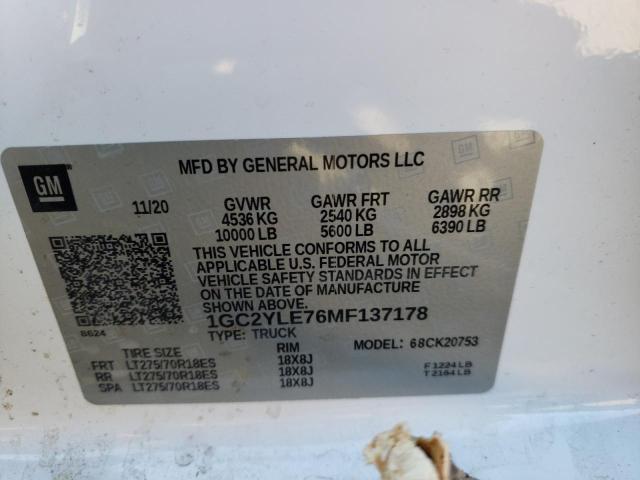 GM
MFD BY GENERAL MOTORS LLC
11/20 GVWR GAWR FRT GAWR RR
4536 KG 2540 KG 2898 KG
10000 LB 5600 LB 6390 LB
THIS VEHICLE CONFORMS TO ALL
APPLICABLE U.S. FEDERAL MOTOR
VEHICLE SAFETY STANDARDS IN EFFECT
ON THE DATE OF MANUFACTURE
SHOWN ABOVE.
8624 1GC2YLE76MF137178
TYPE: TRUCK MODEL: 68CK20753
TIRE SIZE RIM
FRT LT275/70R18ES 18X8J F1224LB
RR LT275/70R18ES 18X8J T2164LB
SPA LT275/70R18ES 18X8J